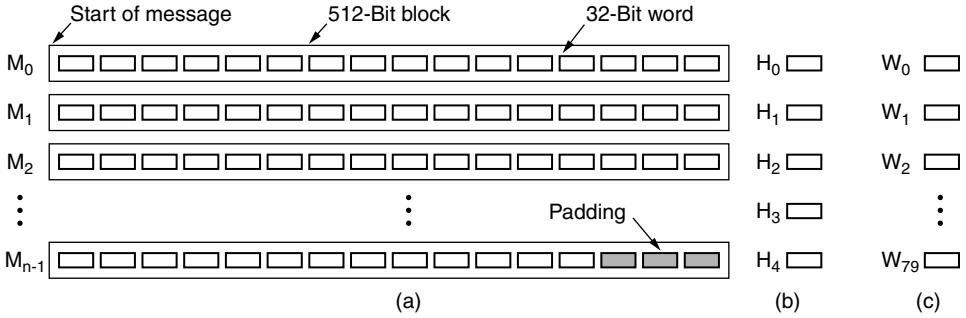 Start of message 512-Bit block 32-Bit word
M0 H0 W0
M1 H1 W1
M2 H2 W2
H3
Padding
Mn-1 H4 W79
(a) (b) (c)